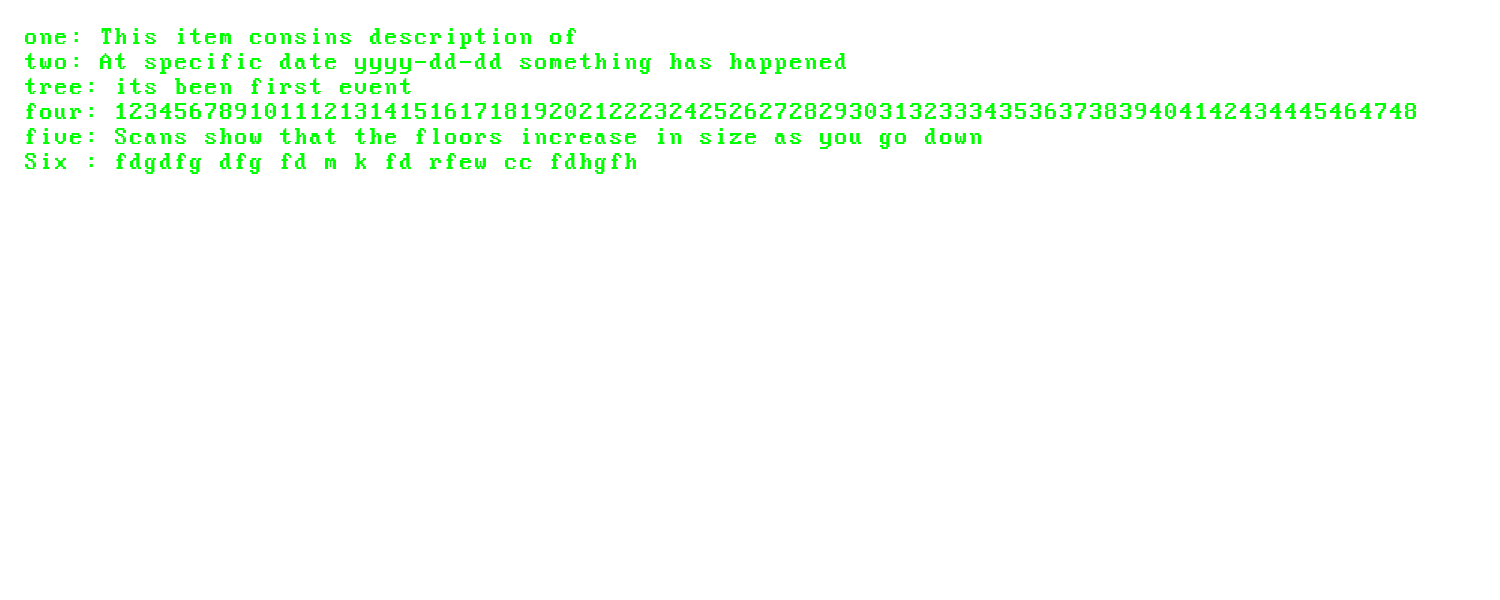 one: This item consins description of
two: At specific date yyyy-dd-dd something has happened
tree: its been first event
four: 123456789101112131415161718192021222324252627282930313233343536373839404142434445464748
five: Scans show that the floors increase in size as you go down
Six : fdgdfg dfg fd m k fd rfew cc fdhgfh